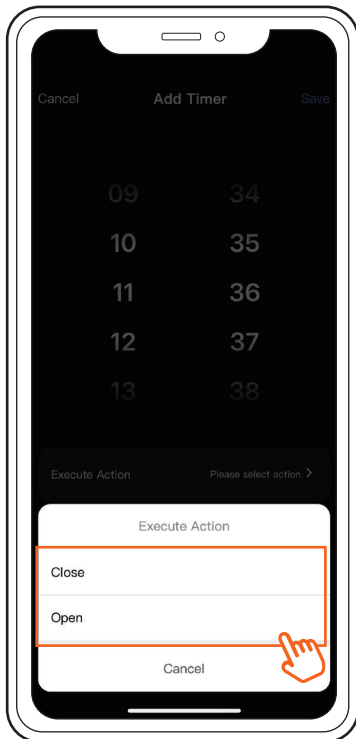 Cancel Add Timer Save
09 34
10 35
11 36
12 37
13 38
Execute Action Please select action >
Execute Action
Close
Open
Cancel